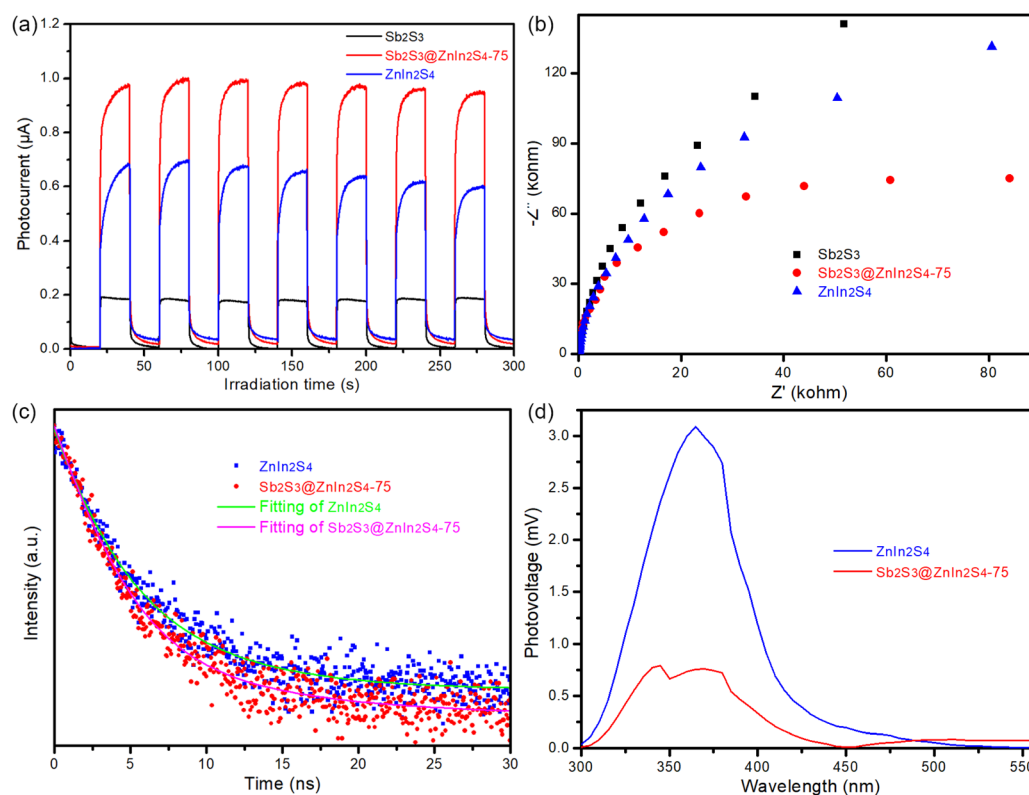 (a)
1.2
1.0
0.8
0.6
0.4
0.2
0.0
Photocurrent (μA)
Sb2S3
Sb2S3@ZnIn2S4-75
ZnIn2S4
0 50 100 150 200 250 300
Irradiation time (s)
(b)
120
90
60
30
0
-Z'' (kohm)
Sb2S3
Sb2S3@ZnIn2S4-75
ZnIn2S4
0 20 40 60 80
Z' (kohm)
(c)
Intensity (a.u.)
ZnIn2S4
Sb2S3@ZnIn2S4-75
Fitting of ZnIn2S4
Fitting of Sb2S3@ZnIn2S4-75
0 5 10 15 20 25 30
Time (ns)
(d)
3.0
2.5
2.0
1.5
1.0
0.5
0.0
Photovoltage (mV)
ZnIn2S4
Sb2S3@ZnIn2S4-75
300 350 400 450 500 550
Wavelength (nm)